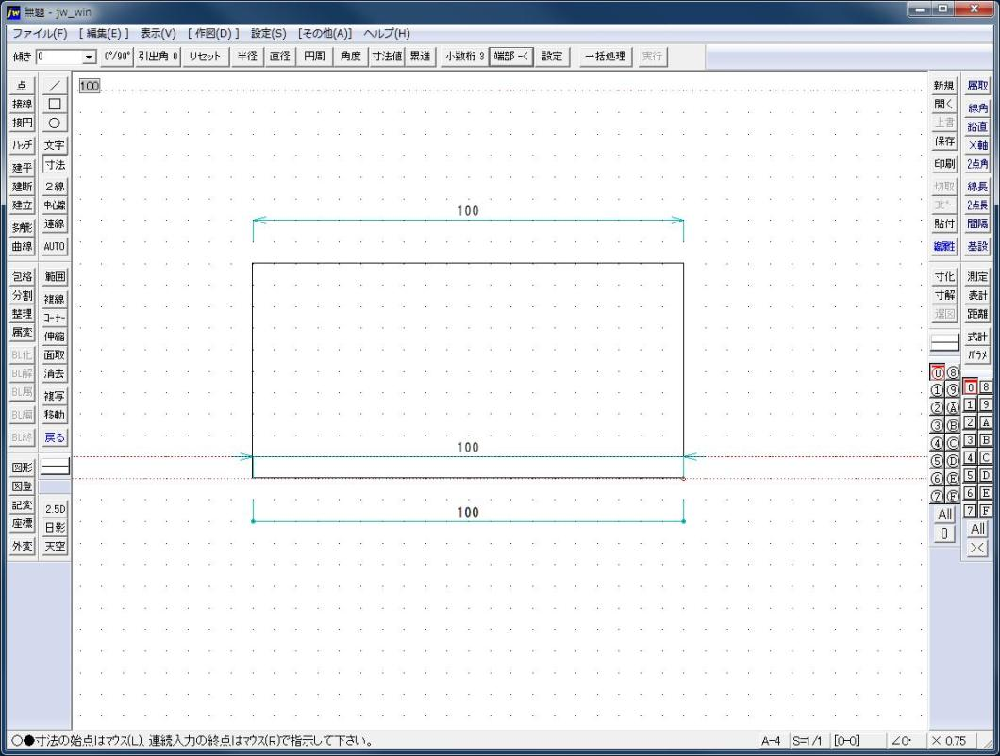 無題 - jw_win
ファイル(F) [ 編集(E) ] 表示(V) [ 作図(D) ] 設定(S) [その他(A)] ヘルプ(H)
傾き 0 0°/90° 引出角 0 リセット 半径 直径 円周 角度 寸法値 累進 小数桁 3 端部 -< 設定 一括処理 実行
点 ／
接線 □
接円 ○
ハッチ 文字
建平 寸法
建断 2線
建立 中心線
多角形 連線
曲線 AUTO
包絡 範囲
分割 複線
整理 コーナー
属変 伸縮
BL化 面取
BL解 消去
BL属 複写
BL編 移動
BL終 戻る
図形
図登
記変 2.5D
座標 日影
外変 天空
100
100
100
100
新規 属取
開く 線角
上書 鉛直
保存 X軸
印刷 2点角
切取 線長
コピー 2点長
貼付 間隔
線属性 基設
寸化 測定
寸解 表計
選図 距離
式計
パラメ
0 8 0 8
1 9 1 9
2 A 2 A
3 B 3 B
4 C 4 C
5 D 5 D
6 E 6 E
7 F 7 F
All All
0 ><
○●寸法の始点はマウス(L)、連続入力の終点はマウス(R)で指示して下さい。 A-4 S=1/1 [0-0] ∠0 × 0.75